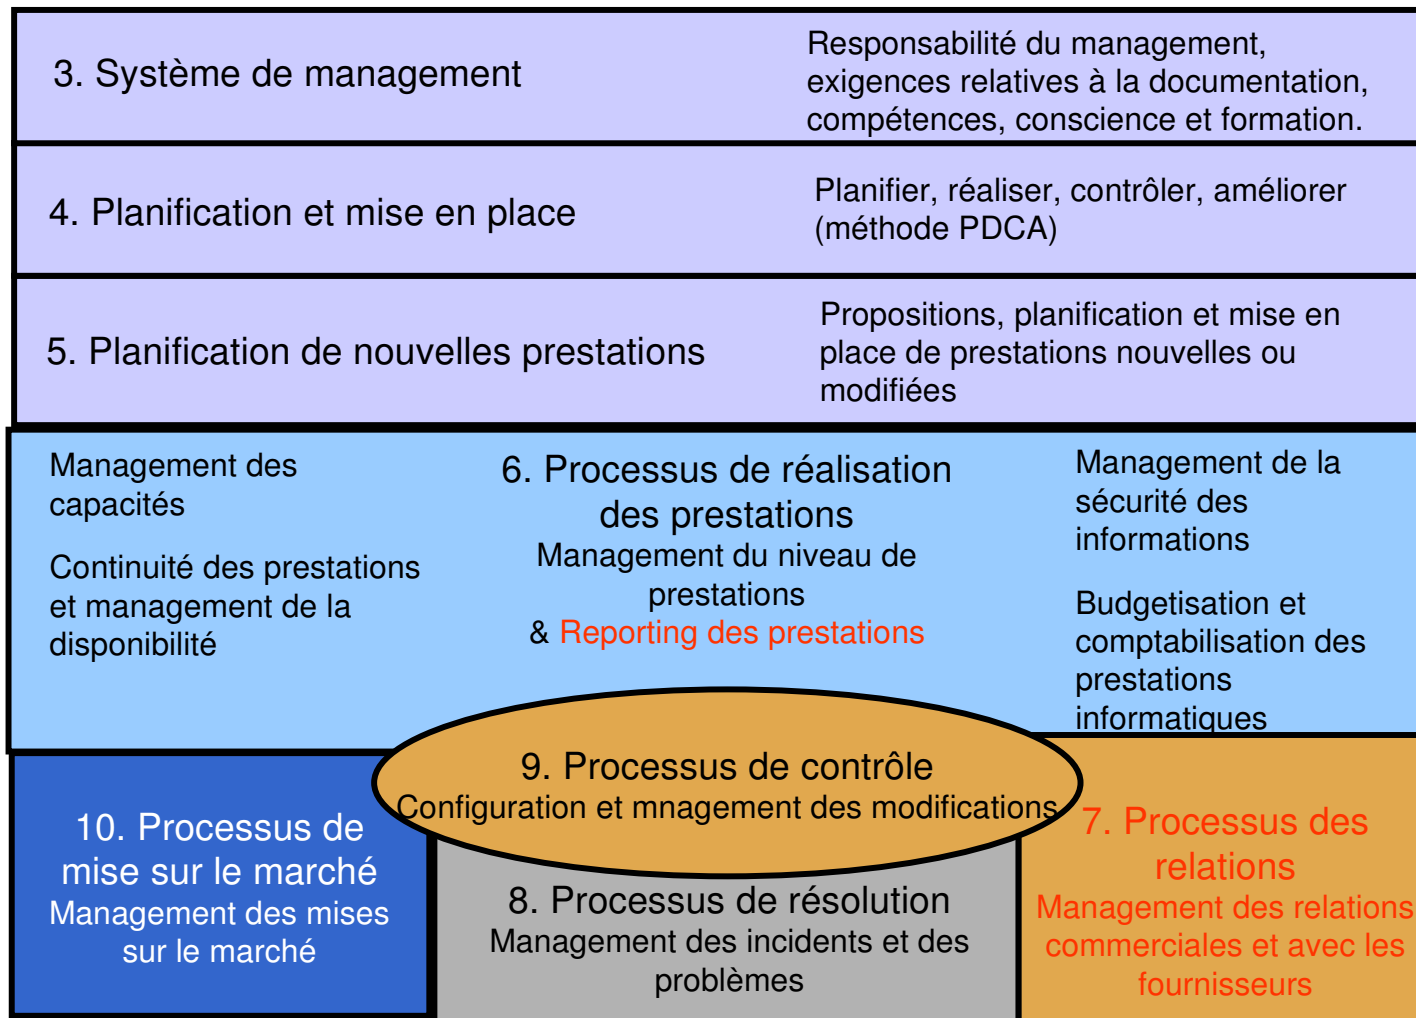 3. Système de management
Responsabilité du management,
exigences relatives à la documentation,
compétences, conscience et formation.
4. Planification et mise en place
Planifier, réaliser, contrôler, améliorer
(méthode PDCA)
5. Planification de nouvelles prestations
Propositions, planification et mise en
place de prestations nouvelles ou
modifiées
Management des
capacités
Continuité des prestations
et management de la
disponibilité
6. Processus de réalisation
des prestations
Management du niveau de
prestations
& Reporting des prestations
Management de la
sécurité des
informations
Budgetisation et
comptabilisation des
prestations
informatiques
9. Processus de contrôle
Configuration et mnagement des modifications
10. Processus de
mise sur le marché
Management des mises
sur le marché
8. Processus de résolution
Management des incidents et des
problèmes
7. Processus des
relations
Management des relations
commerciales et avec les
fournisseurs